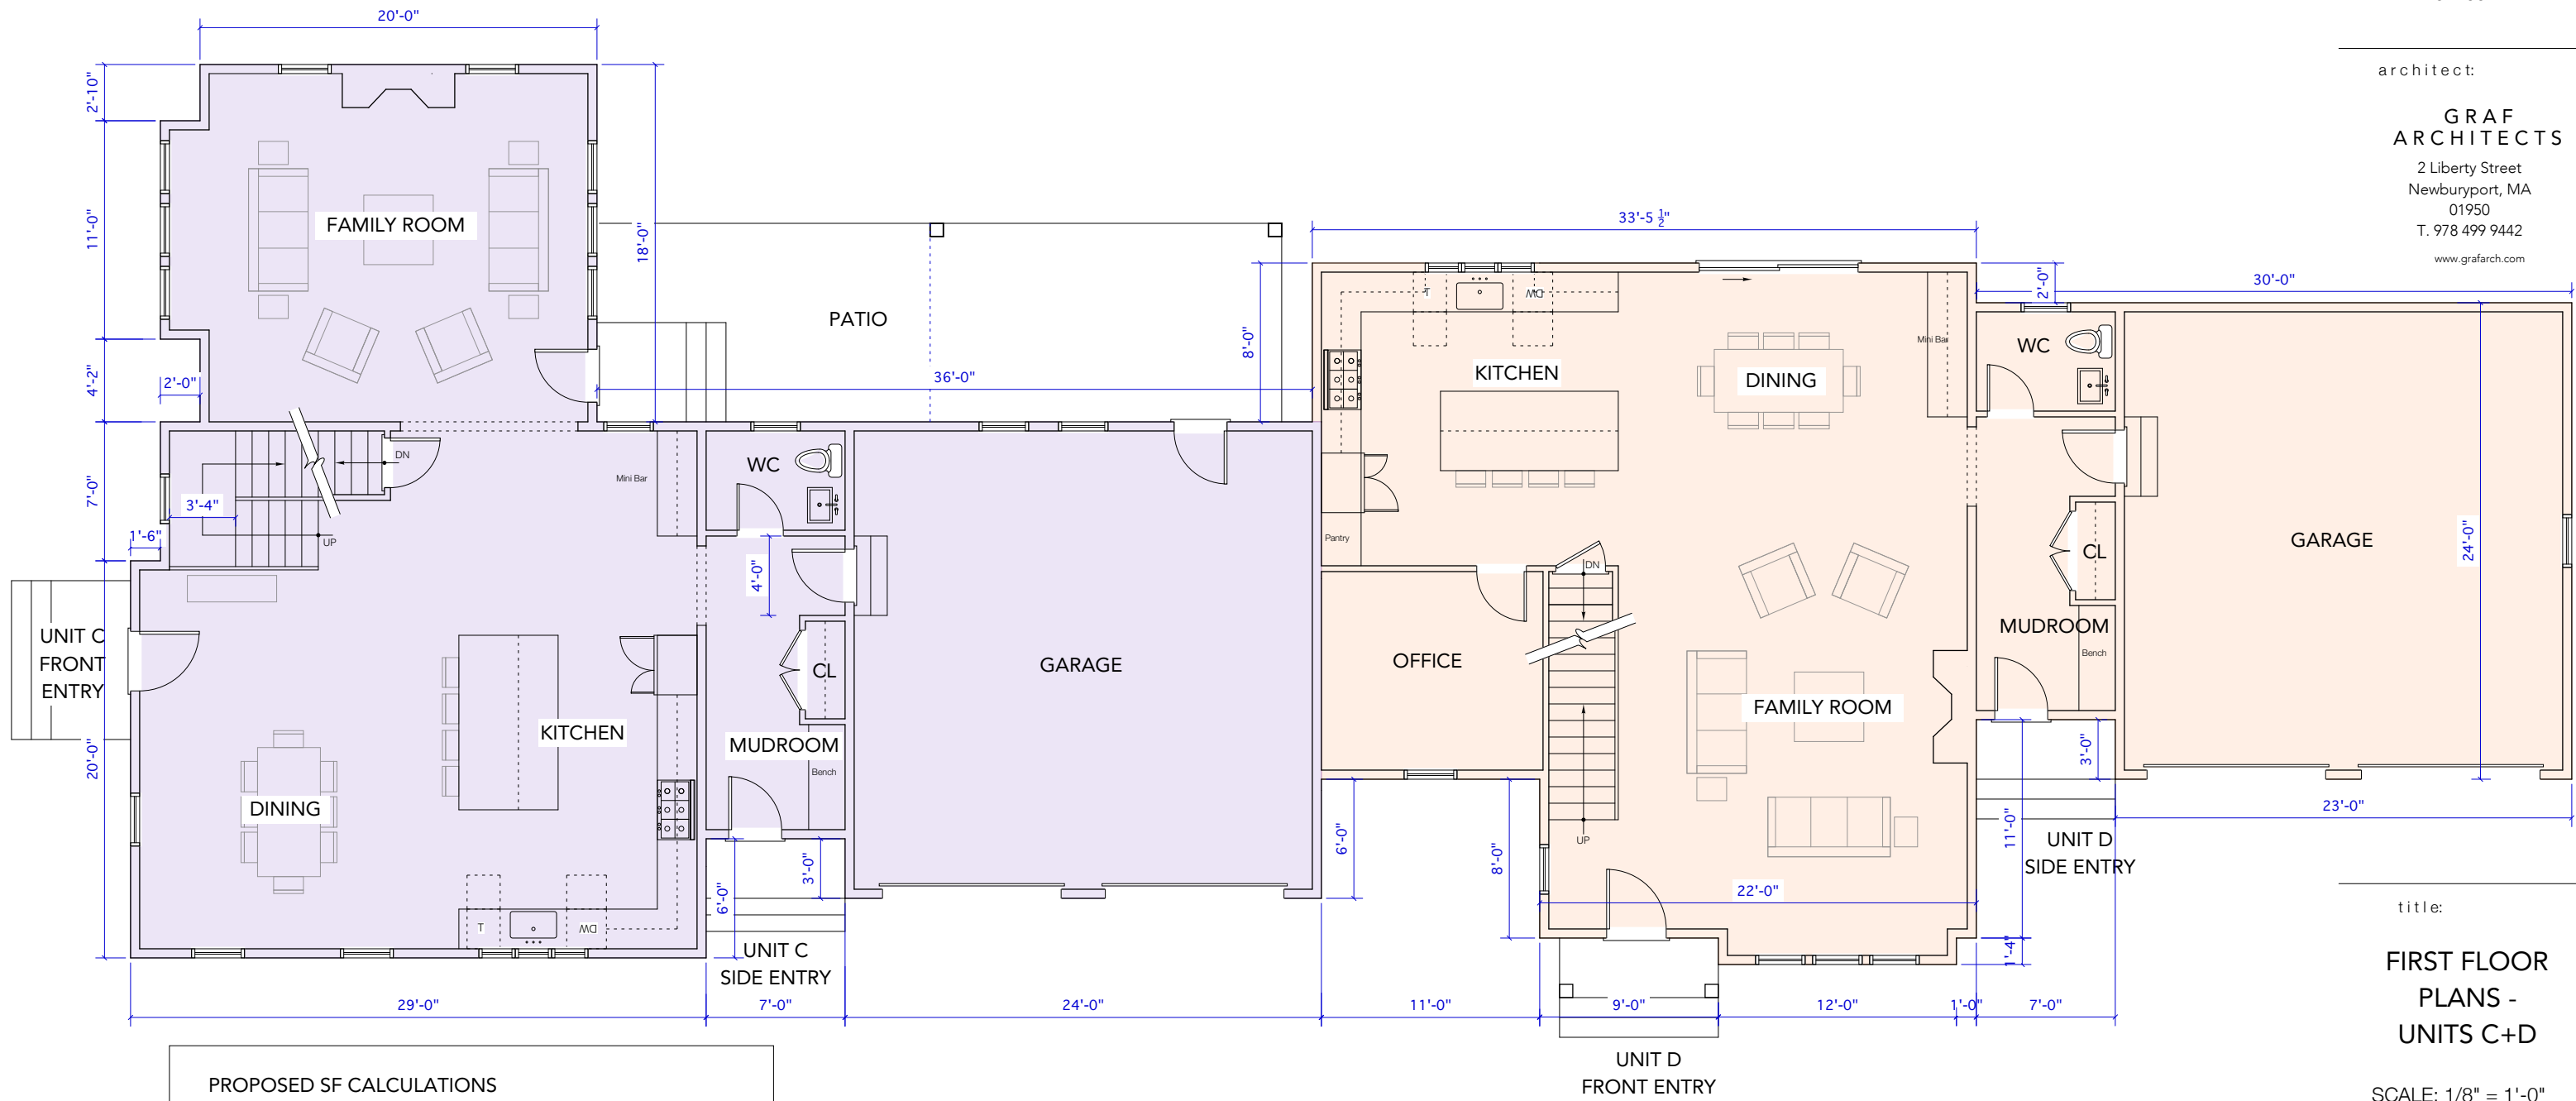 20'-0"
architect:
GRAF
ARCHITECTS
2 Liberty Street
Newburyport, MA
01950
T. 978 499 9442
www.grafarch.com
2'-10"
11'-0"
4'-2"
2'-0"
7'-0"
3'-4"
1'-6"
20'-0"
FAMILY ROOM
18'-0"
PATIO
36'-0"
8'-0"
DN
UP
Mini Bar
WC
4'-0"
CL
MUDROOM
Bench
GARAGE
UNIT C
FRONT
ENTRY
KITCHEN
DINING
T
DW
6'-0"
3'-0"
UNIT C
SIDE ENTRY
33'-5 1/2"
2'-0"
30'-0"
T
DW
KITCHEN
DINING
Mini Bar
WC
Pantry
DN
OFFICE
FAMILY ROOM
UP
CL
MUDROOM
Bench
GARAGE
24'-0"
3'-0"
23'-0"
11'-0"
UNIT D
SIDE ENTRY
6'-0"
8'-0"
22'-0"
1'-4"
29'-0"
7'-0"
24'-0"
11'-0"
9'-0"
12'-0"
1'-0"
7'-0"
UNIT D
FRONT ENTRY
PROPOSED SF CALCULATIONS
title:
FIRST FLOOR
PLANS -
UNITS C+D
SCALE: 1/8" = 1'-0"